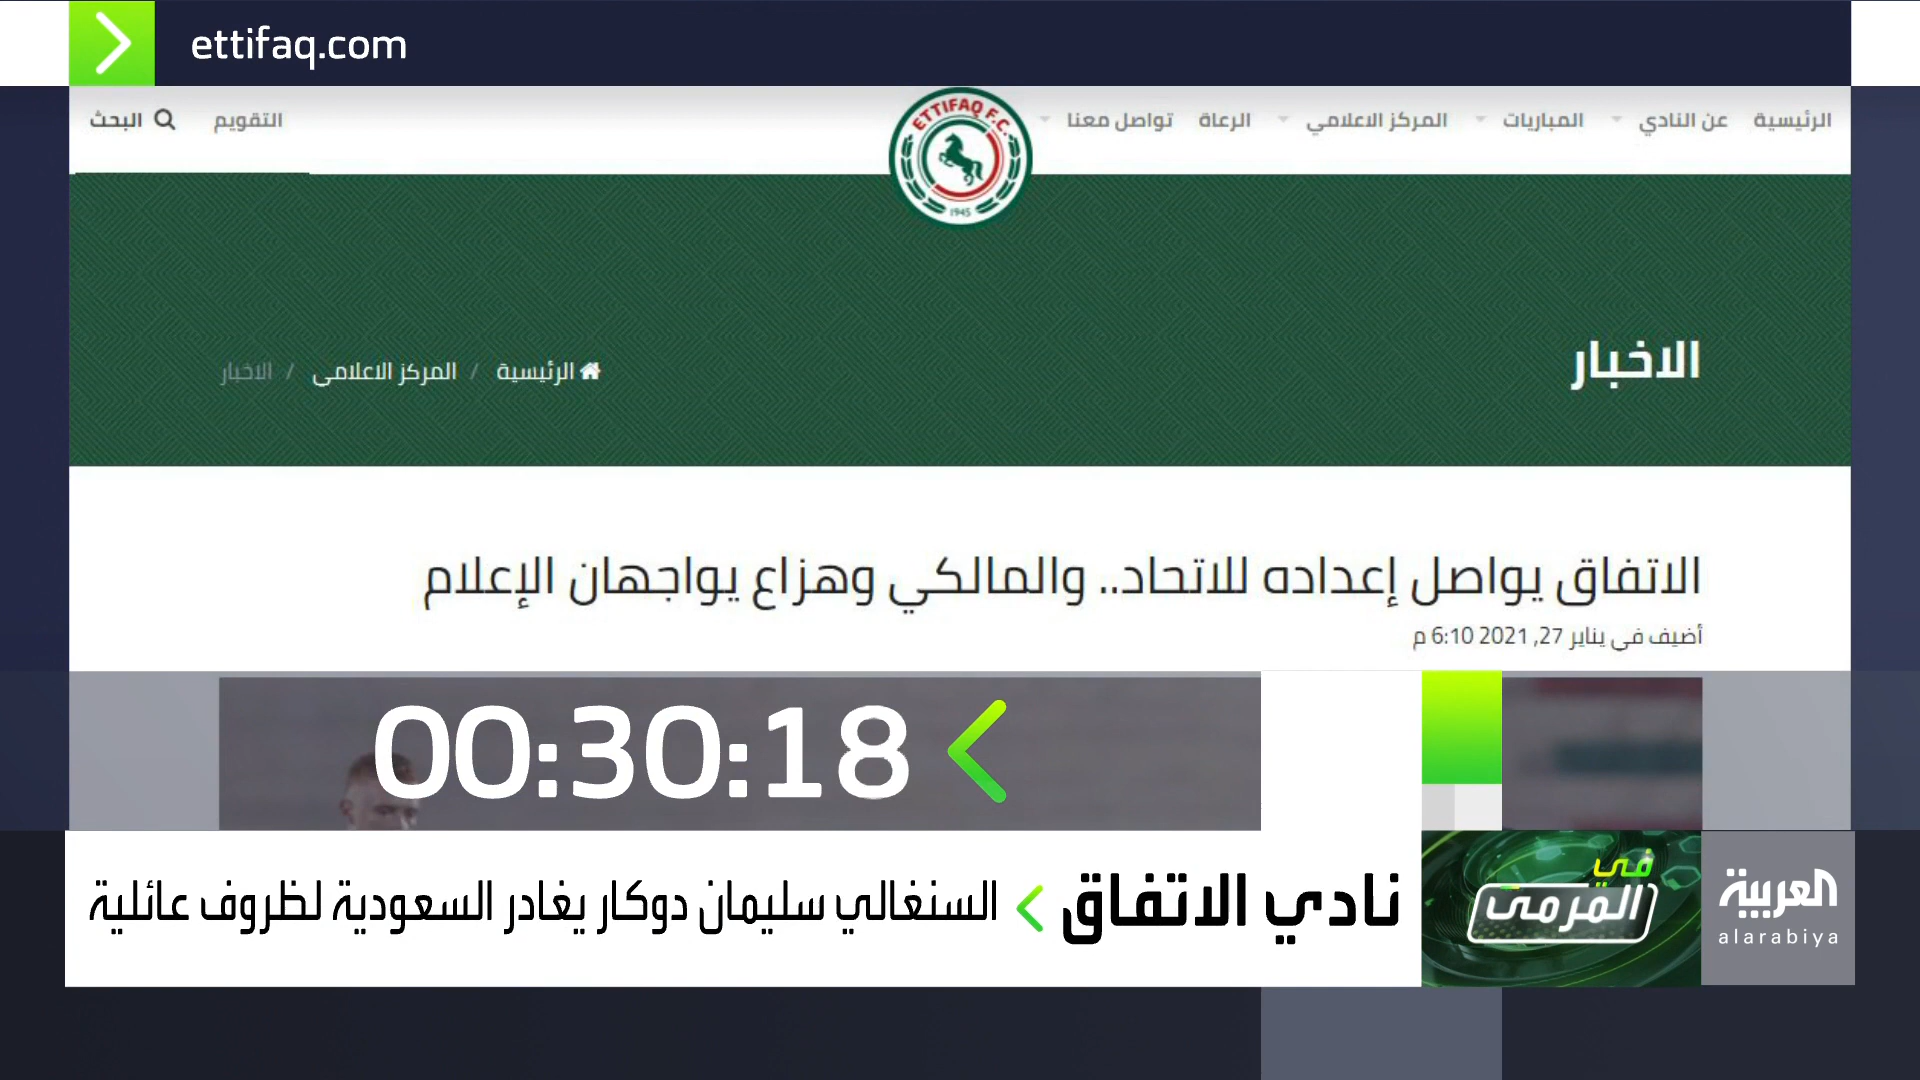 ettifaq.com
الرئيسية عن النادي المباريات المركز الاعلامي الرعاة تواصل معنا التقويم البحث
ETTIFAQ F.C.
1945
الاخبار
الرئيسية / المركز الاعلامي / الاخبار
الاتفاق يواصل إعداده للاتحاد.. والمالكي وهزاع يواجهان الإعلام
أضيف في يناير 27, 2021 6:10 م
00:30:18
نادي الاتفاق > السنغالي سليمان دوكار يغادر السعودية لظروف عائلية
في المرمى
العربية
alarabiya